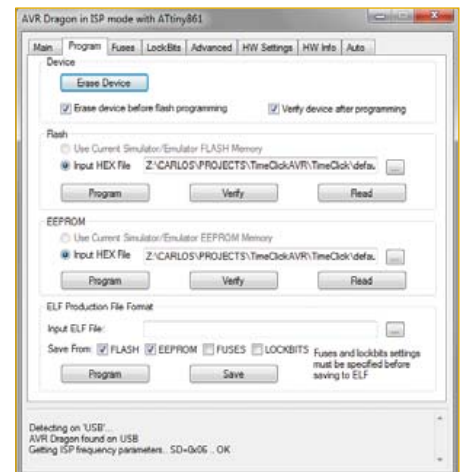 AVR Dragon in ISP mode with ATtiny861
Main Program Fuses LockBits Advanced HW Settings HW Info Auto
Device
Erase Device
Erase device before flash programming Verify device after programming
Flash
Use Current Simulator/Emulator FLASH Memory
Input HEX File Z:\CARLOS\PROJECTS\TimeClickAVR\TimeClick\defau ...
Program Verify Read
EEPROM
Use Current Simulator/Emulator EEPROM Memory
Input HEX File Z:\CARLOS\PROJECTS\TimeClickAVR\TimeClick\defau ...
Program Verify Read
ELF Production File Format
Input ELF File: ...
Save From: FLASH EEPROM FUSES LOCKBITS Fuses and lockbits settings
must be specified before
Program Save saving to ELF
Detecting on 'USB'...
AVR Dragon found on USB
Getting ISP frequency parameters.. SD=0x06 .. OK